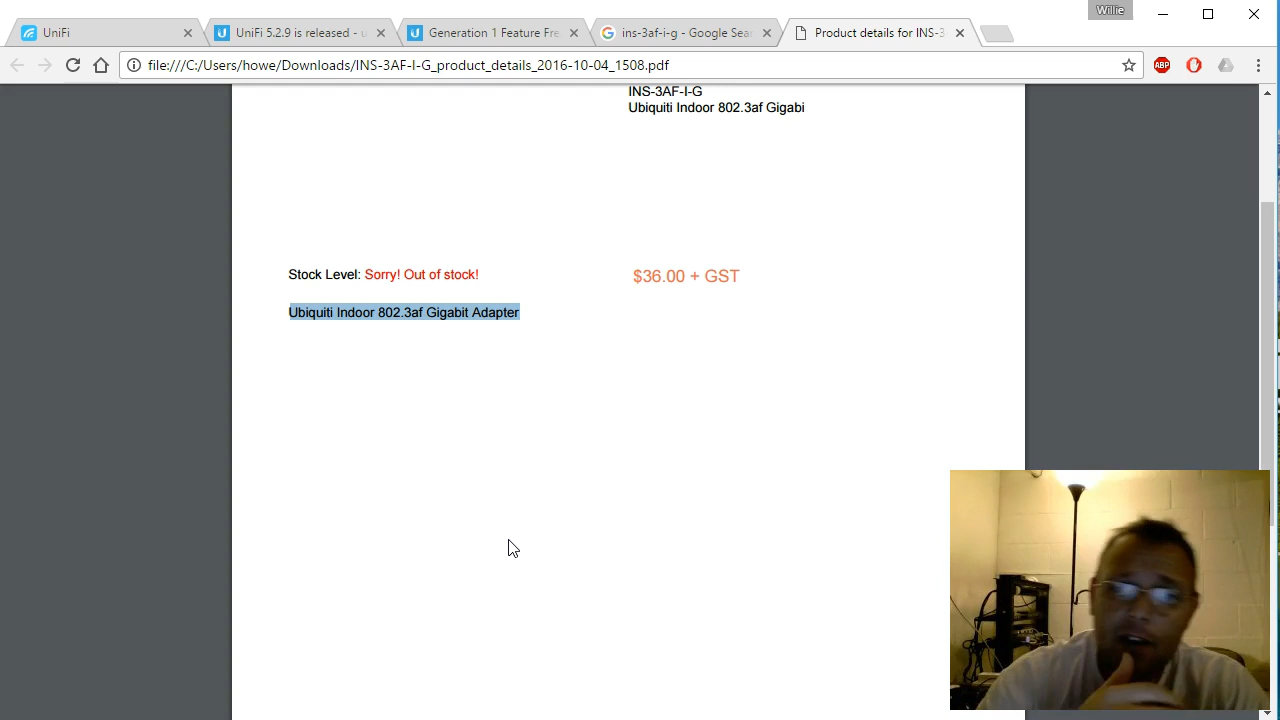 Willie
UniFi
UniFi 5.2.9 is released - u
Generation 1 Feature Fre
ins-3af-i-g - Google Sear
Product details for INS-3
file:///C:/Users/howe/Downloads/INS-3AF-I-G_product_details_2016-10-04_1508.pdf
ABP
INS-3AF-I-G
Ubiquiti Indoor 802.3af Gigabi
Stock Level: Sorry! Out of stock!
$36.00 + GST
Ubiquiti Indoor 802.3af Gigabit Adapter